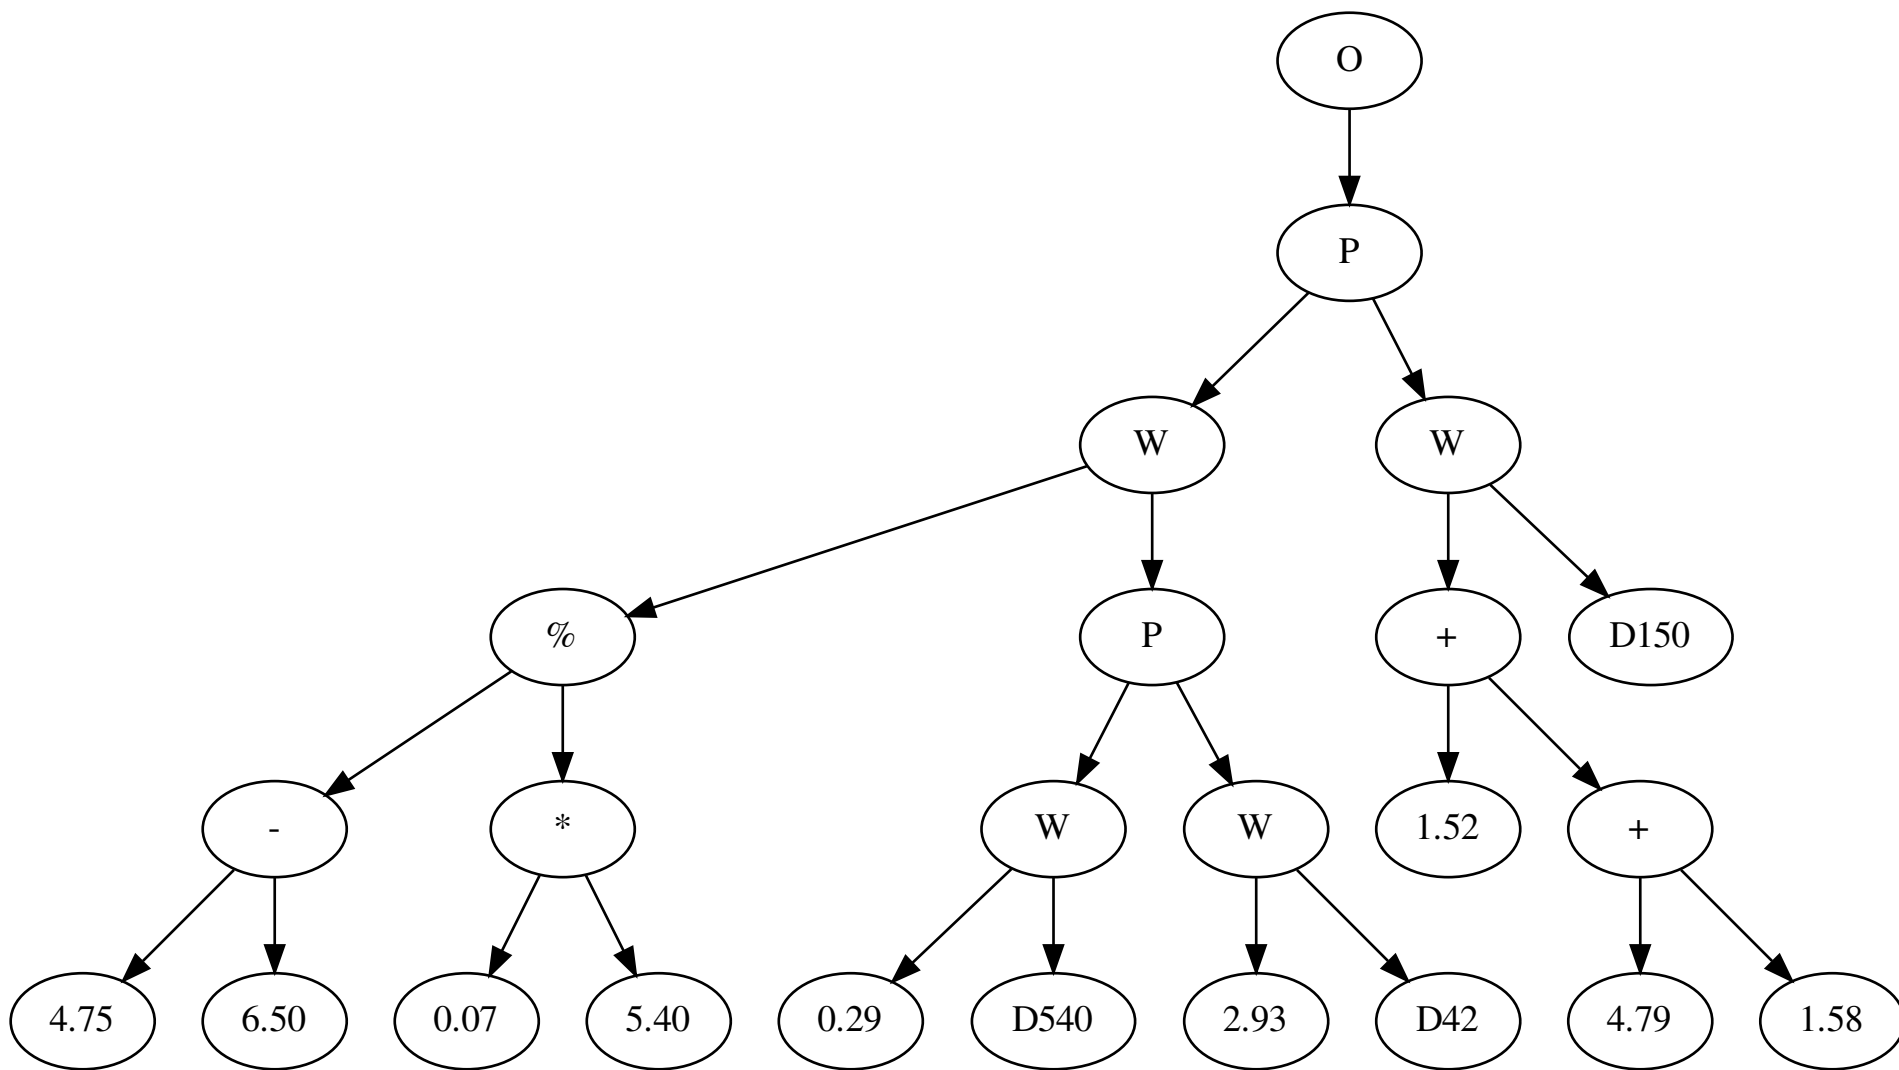 O
P
W W
% P + D150
- * W W 1.52 +
4.75 6.50 0.07 5.40 0.29 D540 2.93 D42 4.79 1.58